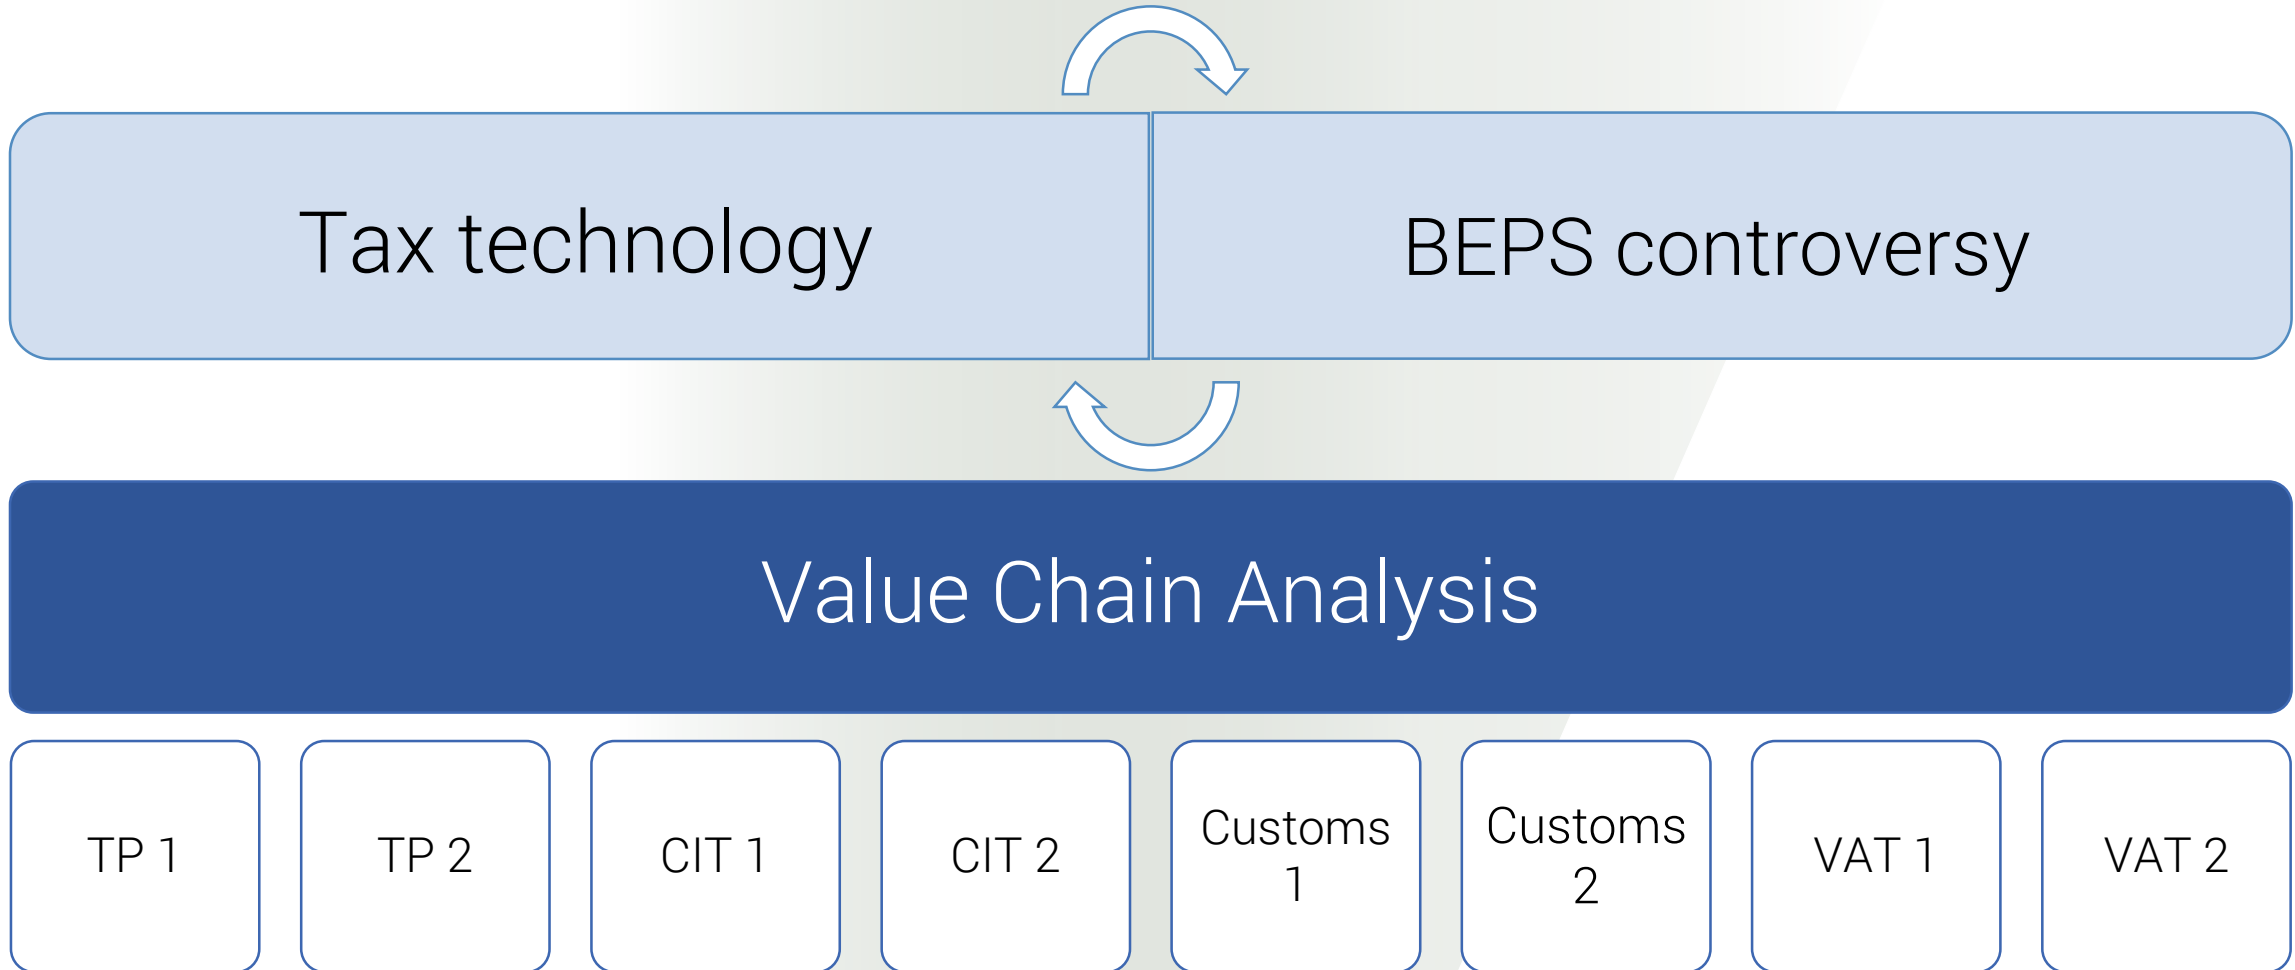 Tax technology
BEPS controversy
Value Chain Analysis
TP 1
TP 2
CIT 1
CIT 2
Customs
1
Customs
2
VAT 1
VAT 2